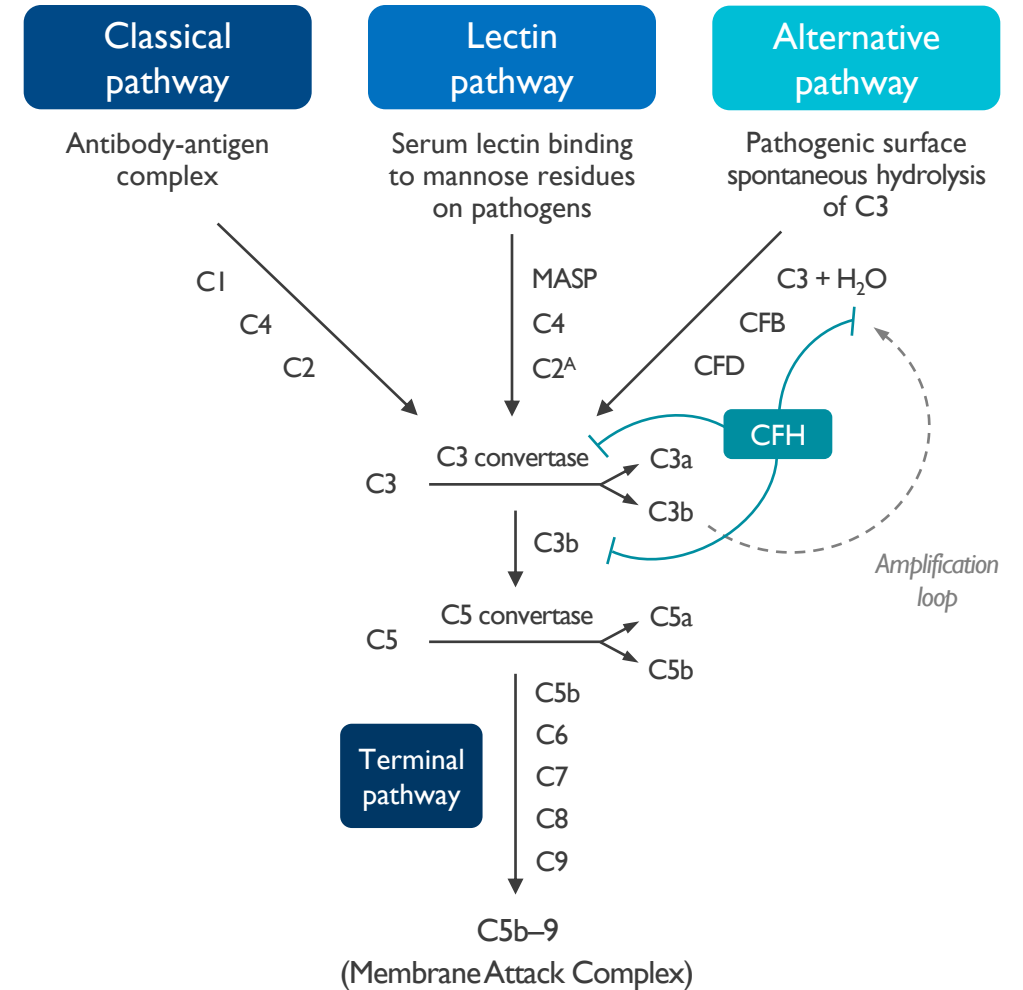 Classical
pathway
Lectin
pathway
Alternative
pathway
Antibody-antigen
complex
Serum lectin binding
to mannose residues
on pathogens
Pathogenic surface
spontaneous hydrolysis
of C3
C1
C4
C2
MASP
C4
C2ᴬ
C3 + H₂O
CFB
CFD
CFH
C3 convertase
C3
C3a
C3b
C3b
Amplification
loop
C5 convertase
C5
C5a
C5b
C5b
C6
C7
C8
C9
Terminal
pathway
C5b–9
(Membrane Attack Complex)